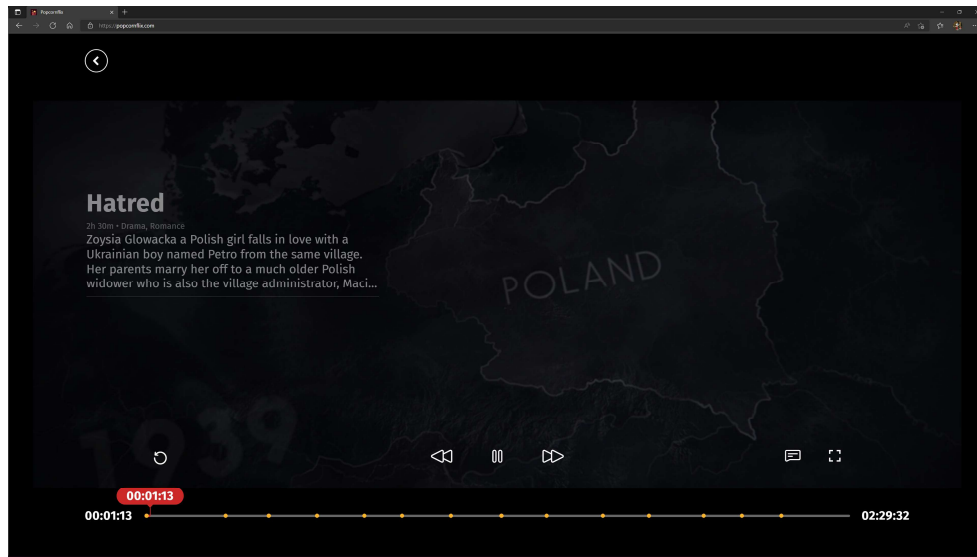 Popcornflix
https://popcornflix.com
Hatred
2h 30m • Drama, Romance
Zoysia Glowacka a Polish girl falls in love with a
Ukrainian boy named Petro from the same village.
Her parents marry her off to a much older Polish
widower who is also the village administrator, Maci...
POLAND
1939
00:01:13
00:01:13
02:29:32